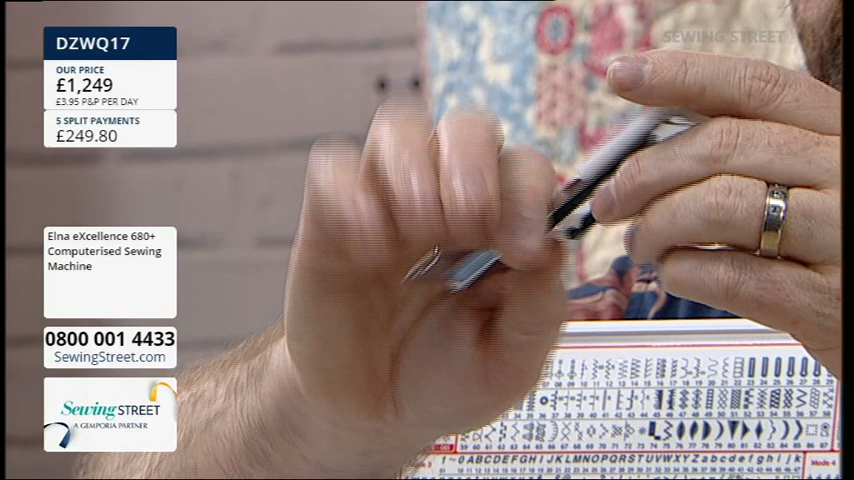 SEWING STREET
DZWQ17
OUR PRICE
£1,249
£3.95 P&P PER DAY
5 SPLIT PAYMENTS
£249.80
Elna eXcellence 680+
Computerised Sewing
Machine
0800 001 4433
SewingStreet.com
Sewing STREET
A GEMPORIA PARTNER
ABCDEFGHIJKLMNOPQRSTUVWXYZabcdefghijk
Mode 4